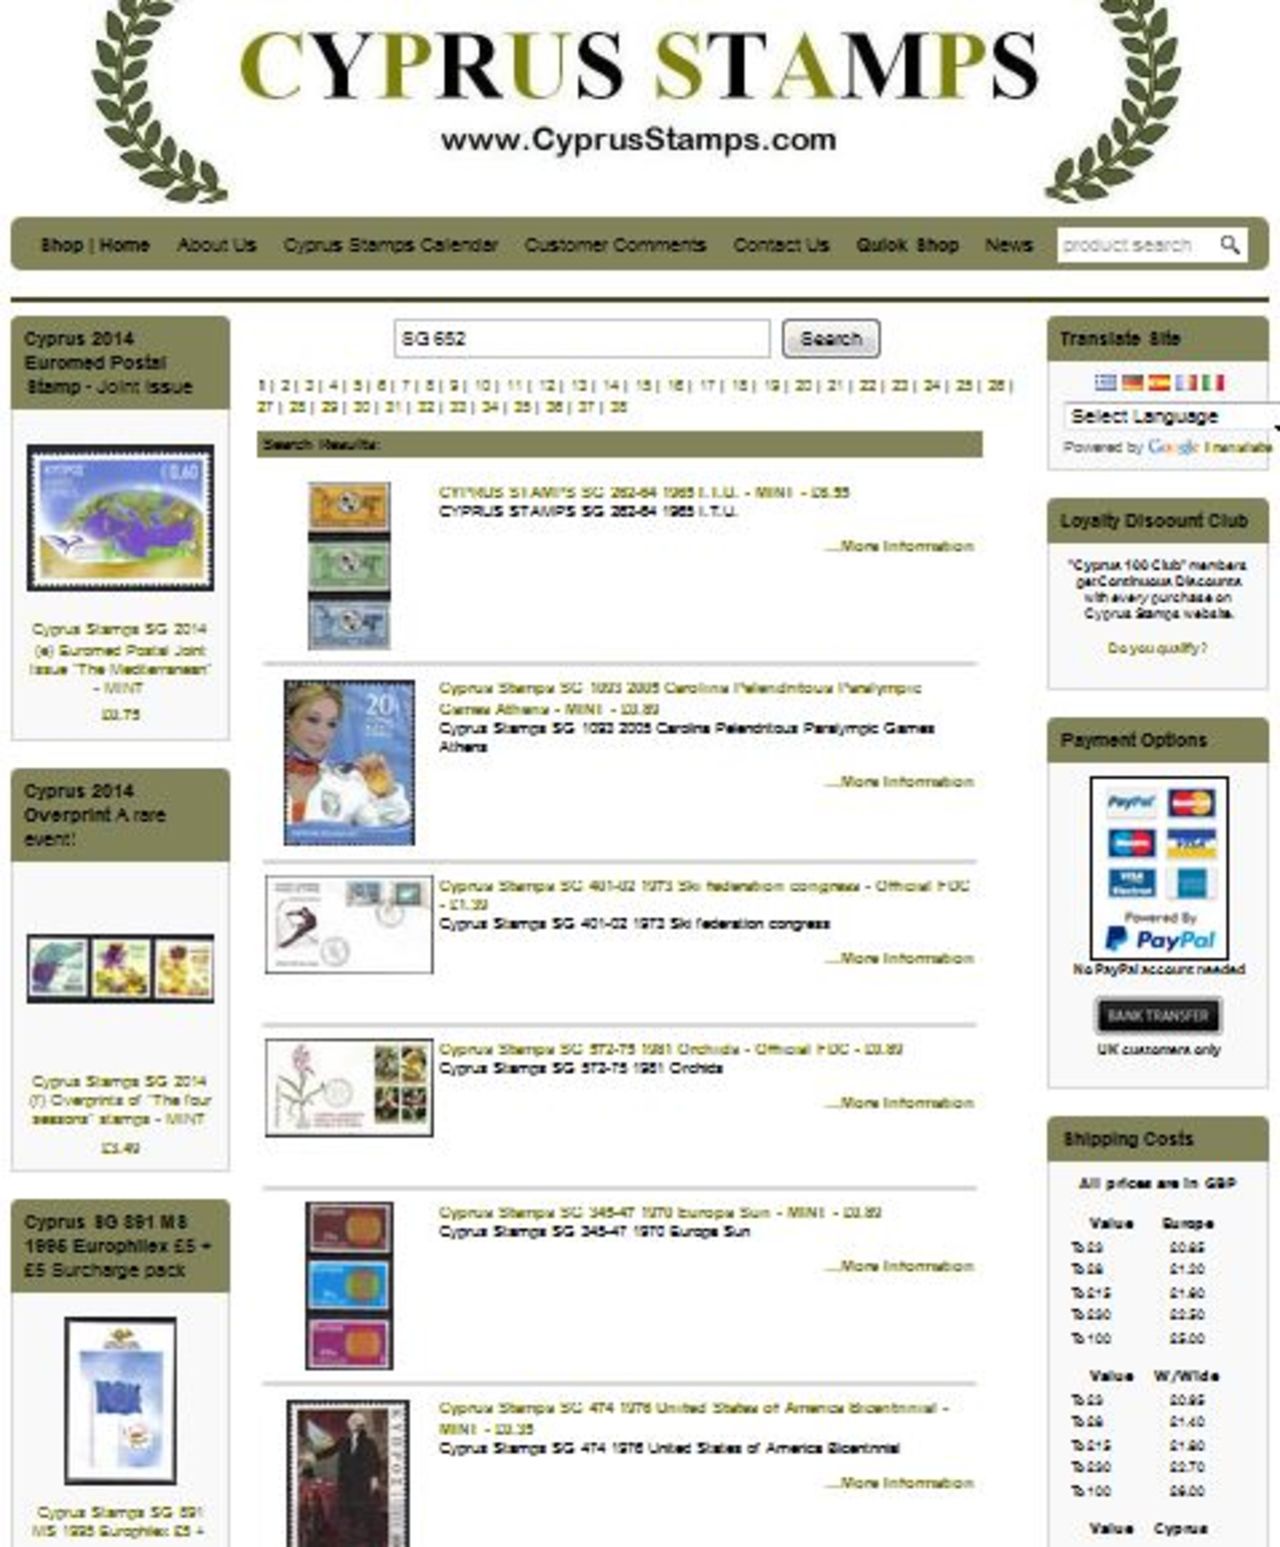 CYPRUS STAMPS
www.CyprusStamps.com
Shop | Home About Us Cyprus Stamps Calendar Customer Comments Contact Us Quick Shop News product search
Cyprus 2014
Euromed Postal
Stamp - Joint Issue
ΚΥΠΡΟΣ €0,60
Cyprus Stamps SG 2014
(e) Euromed Postal Joint
Issue "The Mediterranean"
- MINT
£0.75
Cyprus 2014
Overprint A rare
event!
Cyprus Stamps SG 2014
(f) Overprints of "The four
seasons" stamps - MINT
£3.49
Cyprus SG 891 MS
1995 Europhilex £5 +
£5 Surcharge pack
Cyprus Stamps SG 891
MS 1995 Europhilex £5 +
SG 652 Search
1 | 2 | 3 | 4 | 5 | 6 | 7 | 8 | 9 | 10 | 11 | 12 | 13 | 14 | 15 | 16 | 17 | 18 | 19 | 20 | 21 | 22 | 23 | 24 | 25 | 26 |
27 | 28 | 29 | 30 | 31 | 32 | 33 | 34 | 35 | 36 | 37 | 38
Search Results:
CYPRUS STAMPS SG 262-64 1965 I.T.U. - MINT -
CYPRUS STAMPS SG 262-64 1965 I.T.U.
...More Information
Cyprus Stamps SG 1093 2005 Carolina Pelendritou Paralympic
Games Athens - MINT - £0.89
Cyprus Stamps SG 1093 2005 Carolina Pelendritou Paralympic Games
Athens
...More Information
20
Cyprus Stamps SG 401-02 1973 Ski federation congress - Official FDC
- £1.39
Cyprus Stamps SG 401-02 1973 Ski federation congress
...More Information
Cyprus Stamps SG 572-75 1981 Orchids - Official FDC - £0.89
Cyprus Stamps SG 572-75 1981 Orchids
...More Information
Cyprus Stamps SG 345-47 1970 Europa Sun - MINT - £0.89
Cyprus Stamps SG 345-47 1970 Europa Sun
...More Information
Cyprus Stamps SG 474 1976 United States of America Bicentennial -
MINT - £0.35
Cyprus Stamps SG 474 1976 United States of America Bicentennial
...More Information
Translate Site
Select Language
Powered by Google Translate
Loyalty Discount Club
"Cyprus 100 Club" members
get Continuous Discounts
with every purchase on
Cyprus Stamps website.
Do you qualify?
Payment Options
PayPal MasterCard
Maestro VISA
VISA Electron
Powered By
PayPal
No PayPal account needed
BANK TRANSFER
UK customers only
Shipping Costs
All prices are in GBP
Value Europe
To £3 £0.85
To £8 £1.20
To £15 £1.60
To £30 £2.50
To 100 £5.00
Value W/Wide
To £3 £0.95
To £8 £1.40
To £15 £1.80
To £30 £2.70
To 100 £6.00
Value Cyprus